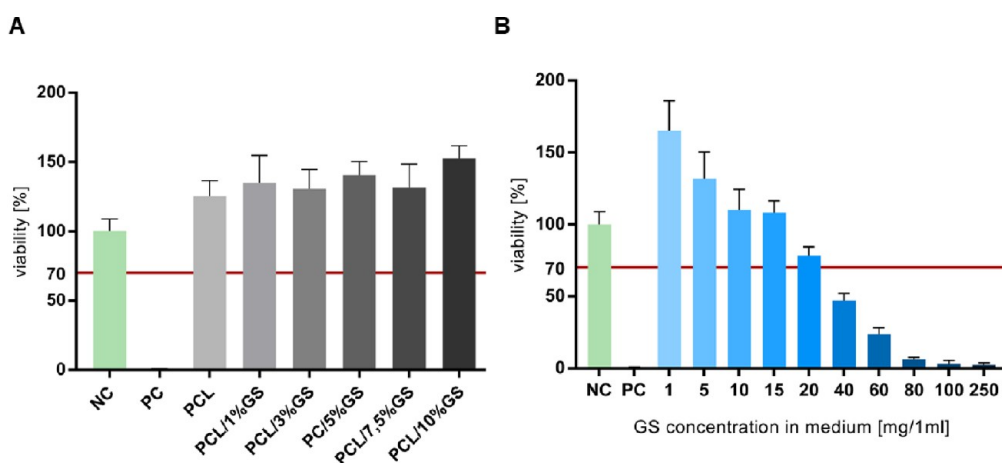 A
200
150
100
70
50
0
viability [%]
NC
PC
PCL
PCL/1%GS
PCL/3%GS
PC/5%GS
PCL/7,5%GS
PCL/10%GS
B
200
150
100
70
50
0
viability [%]
NC PC 1 5 10 15 20 40 60 80 100 250
GS concentration in medium [mg/1ml]